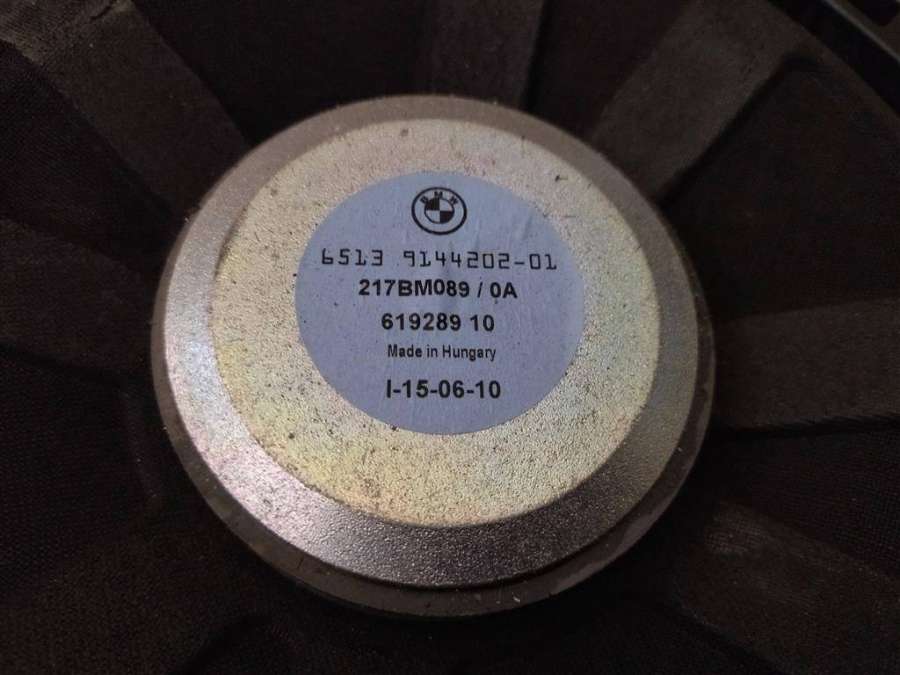 BMW
6513 9144202-01
217BM089 / 0A
619289 10
Made in Hungary
I-15-06-10